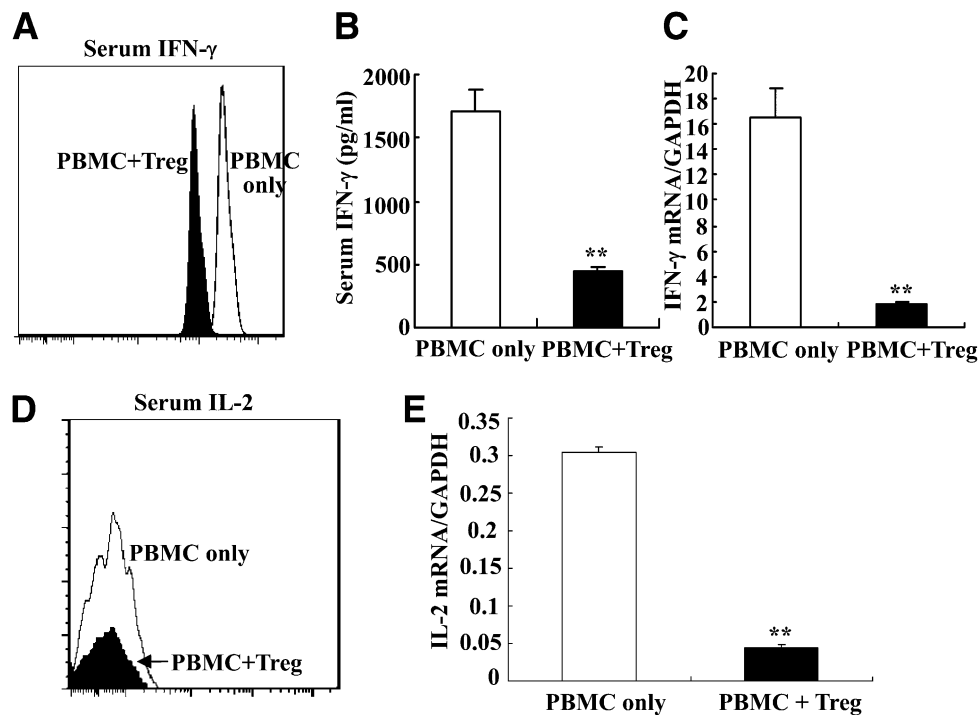 A
Serum IFN-γ
PBMC+Treg
PBMC
only
B
Serum IFN-γ (pg/ml)
2000
1500
1000
500
0
**
PBMC only
PBMC+Treg
C
IFN-γ mRNA/GAPDH
20
18
16
14
12
10
8
6
4
2
0
**
PBMC only
PBMC+Treg
D
Serum IL-2
PBMC only
PBMC+Treg
E
IL-2 mRNA/GAPDH
0.35
0.3
0.25
0.2
0.15
0.1
0.05
0
**
PBMC only
PBMC + Treg